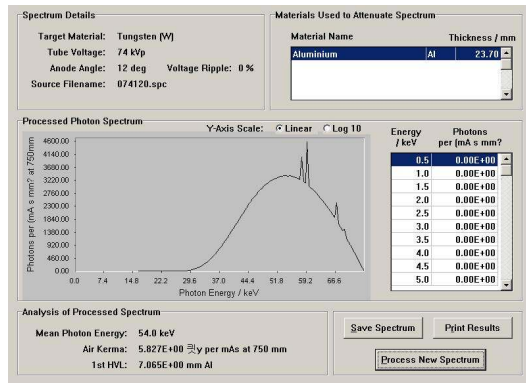 Spectrum Details
Target Material: Tungsten (W)
Tube Voltage: 74 kVp
Anode Angle: 12 deg Voltage Ripple: 0 %
Source Filename: 074120.spc
Materials Used to Attenuate Spectrum
Material Name Thickness / mm
Aluminium Al 23.70
Processed Photon Spectrum
Y-Axis Scale: Linear Log 10
Photons per (mA s mm? at 750mm
4600.00
4140.00
3680.00
3220.00
2760.00
2300.00
1840.00
1380.00
920.00
460.00
0.00
0.0 7.4 14.8 22.2 29.6 37.0 44.4 51.8 59.2 66.6
Photon Energy / keV
Energy / keV Photons per (mA s mm?
0.5 0.00E+00
1.0 0.00E+00
1.5 0.00E+00
2.0 0.00E+00
2.5 0.00E+00
3.0 0.00E+00
3.5 0.00E+00
4.0 0.00E+00
4.5 0.00E+00
5.0 0.00E+00
Analysis of Processed Spectrum
Mean Photon Energy: 54.0 keV
Air Kerma: 5.827E+00 per mAs at 750 mm
1st HVL: 7.065E+00 mm Al
Save Spectrum
Print Results
Process New Spectrum